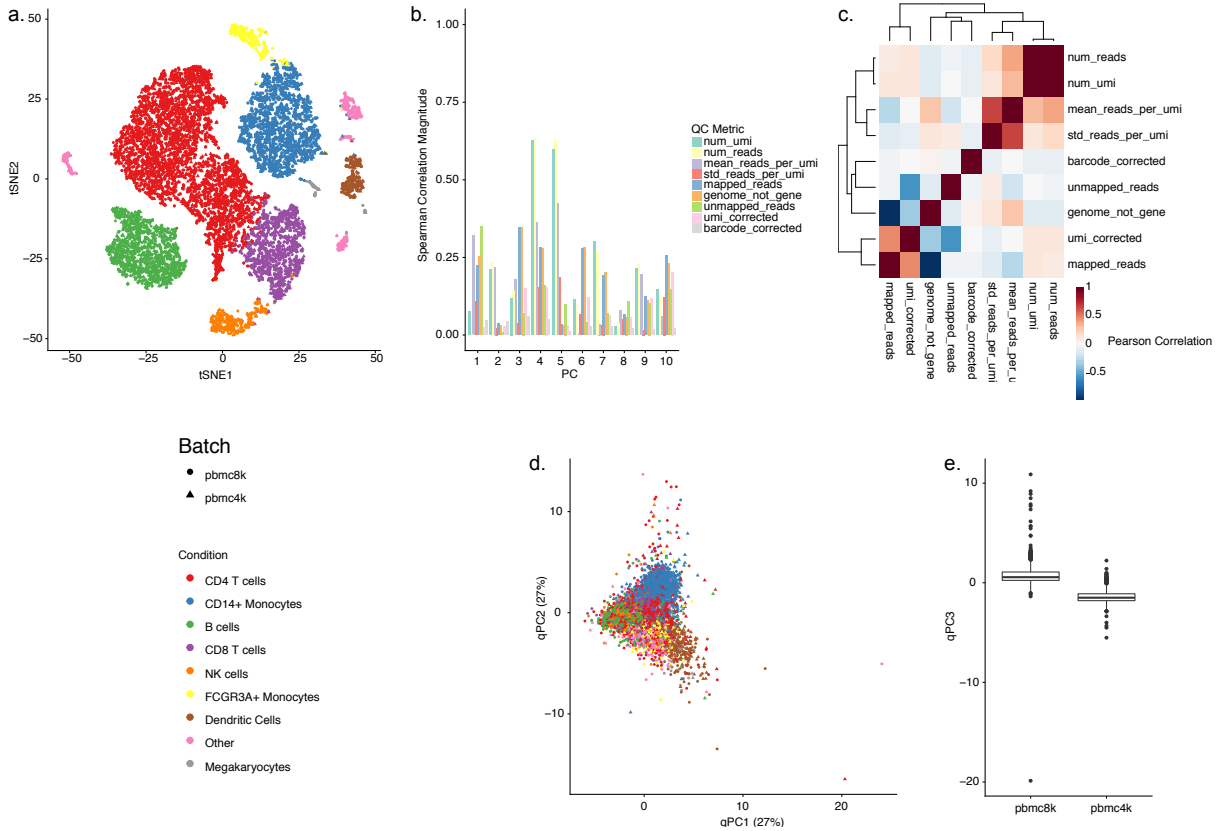 a.
50
25
0
−25
−50
tSNE2
−50
−25
0
25
50
tSNE1
b.
1.00
0.75
0.50
0.25
0.00
Spearman Correlation Magnitude
1
2
3
4
5
6
7
8
9
10
PC
QC Metric
num_umi
num_reads
mean_reads_per_umi
std_reads_per_umi
mapped_reads
genome_not_gene
unmapped_reads
umi_corrected
barcode_corrected
c.
num_reads
num_umi
mean_reads_per_umi
std_reads_per_umi
barcode_corrected
unmapped_reads
genome_not_gene
umi_corrected
mapped_reads
mapped_reads
umi_corrected
genome_not_gene
unmapped_reads
barcode_corrected
std_reads_per_umi
mean_reads_per_u
num_umi
num_reads
1
0.5
0
−0.5
Pearson Correlation
Batch
pbmc8k
pbmc4k
Condition
CD4 T cells
CD14+ Monocytes
B cells
CD8 T cells
NK cells
FCGR3A+ Monocytes
Dendritic Cells
Other
Megakaryocytes
d.
10
0
−10
qPC2 (27%)
0
10
20
qPC1 (27%)
e.
10
0
−10
−20
qPC3
pbmc8k
pbmc4k